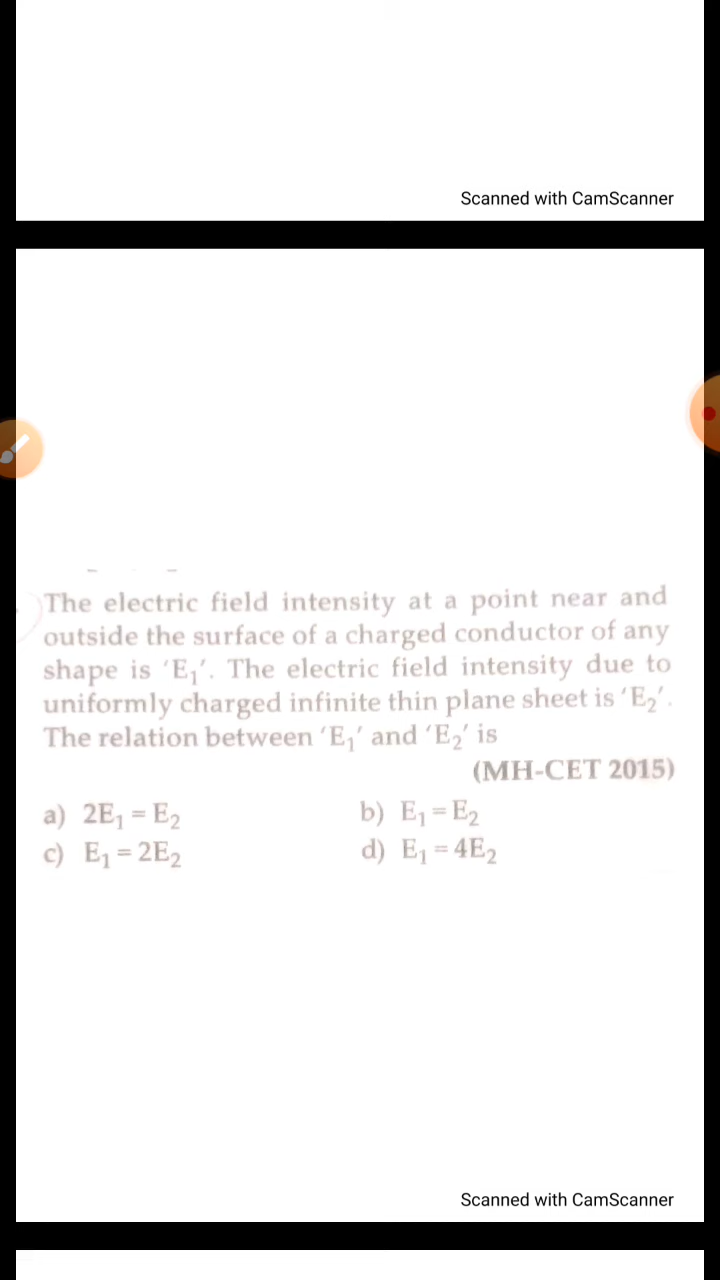 Scanned with CamScanner
The electric field intensity at a point near and
outside the surface of a charged conductor of any
shape is ‘E₁’. The electric field intensity due to
uniformly charged infinite thin plane sheet is ‘E₂’.
The relation between ‘E₁’ and ‘E₂’ is
(MH-CET 2015)
a) 2E₁ = E₂ b) E₁ = E₂
c) E₁ = 2E₂ d) E₁ = 4E₂
Scanned with CamScanner